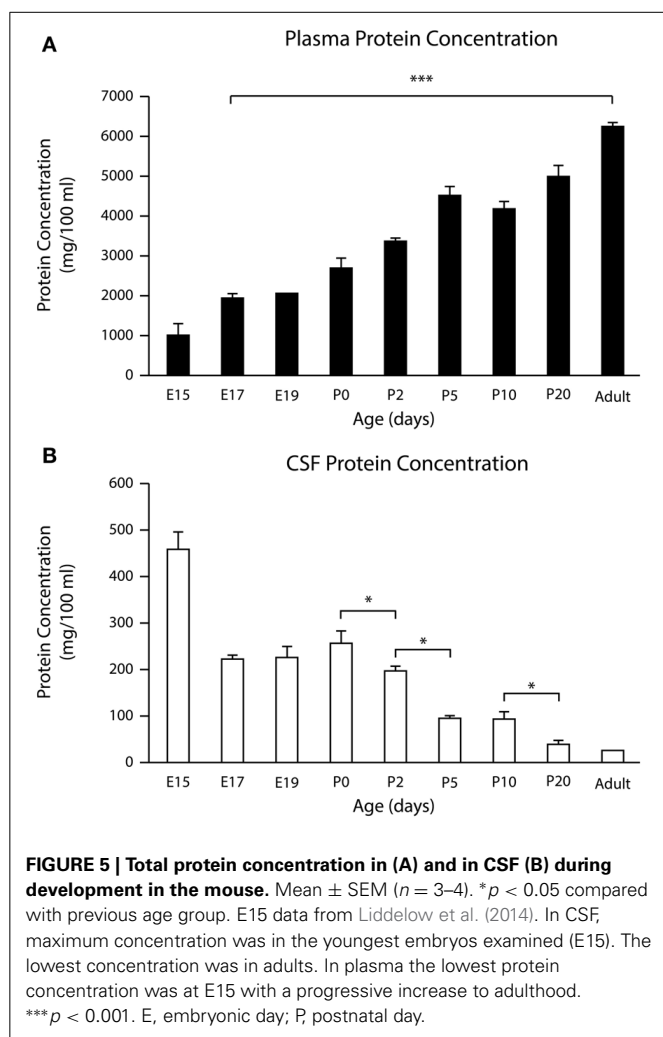 A
Plasma Protein Concentration
***
7000
6000
5000
4000
3000
2000
1000
0
Protein Concentration
(mg/100 ml)
E15 E17 E19 P0 P2 P5 P10 P20 Adult
Age (days)
B
CSF Protein Concentration
600
500
400
300
200
100
0
Protein Concentration
(mg/100 ml)
*
*
*
E15 E17 E19 P0 P2 P5 P10 P20 Adult
Age (days)
FIGURE 5 | Total protein concentration in (A) and in CSF (B) during
development in the mouse. Mean ± SEM (n = 3–4). *p < 0.05 compared
with previous age group. E15 data from Liddelow et al. (2014). In CSF,
maximum concentration was in the youngest embryos examined (E15). The
lowest concentration was in adults. In plasma the lowest protein
concentration was at E15 with a progressive increase to adulthood.
***p < 0.001. E, embryonic day; P, postnatal day.